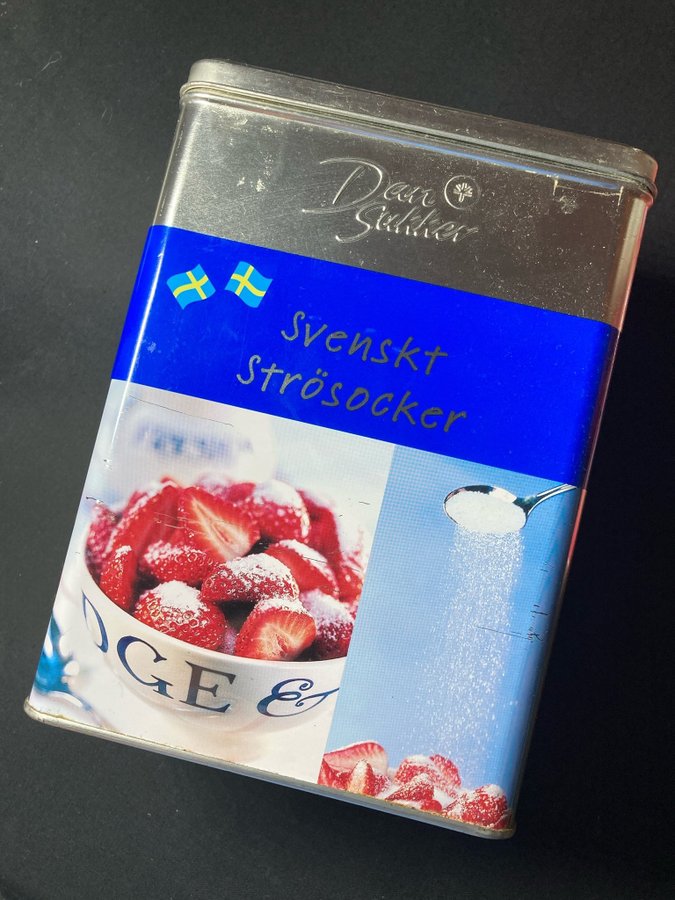 Dan
Sukker
Svenskt
Strösocker
DGE &